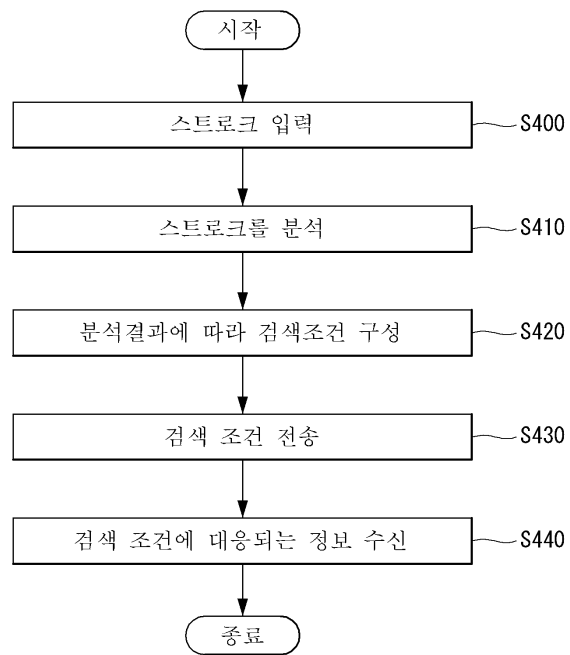 시작
스트로크 입력 S400
스트로크를 분석 S410
분석결과에 따라 검색조건 구성 S420
검색 조건 전송 S430
검색 조건에 대응되는 정보 수신 S440
종료